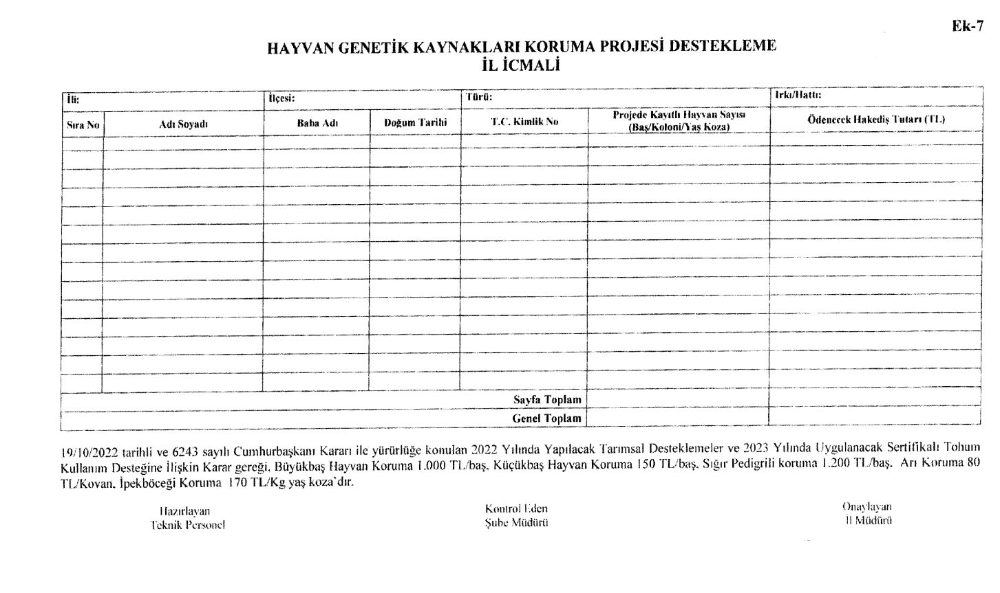 Ek-7
HAYVAN GENETİK KAYNAKLARI KORUMA PROJESİ DESTEKLEME
İL İCMALİ
İli: İlçesi: Türü: Irkı/Hattı:
Sıra No Adı Soyadı Baba Adı Doğum Tarihi T.C. Kimlik No Projede Kayıtlı Hayvan Sayısı (Baş/Koloni/Yaş Koza) Ödenecek Hakediş Tutarı (TL)
Sayfa Toplam
Genel Toplam
19/10/2022 tarihli ve 6243 sayılı Cumhurbaşkanı Kararı ile yürürlüğe konulan 2022 Yılında Yapılacak Tarımsal Desteklemeler ve 2023 Yılında Uygulanacak Sertifikalı Tohum
Kullanım Desteğine İlişkin Karar gereği, Büyükbaş Hayvan Koruma 1.000 TL/baş, Küçükbaş Hayvan Koruma 150 TL/baş, Sığır Pedigrili koruma 1.200 TL/baş, Arı Koruma 80
TL/Kovan, İpekböceği Koruma 170 TL/Kg yaş koza'dır.
Hazırlayan Kontrol Eden Onaylayan
Teknik Personel Şube Müdürü İl Müdürü